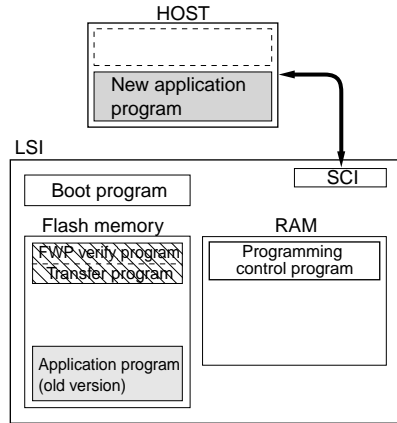 HOST
New application
program
LSI
SCI
Boot program
Flash memory
RAM
FWP verify program
Transfer program
Programming
control program
Application program
(old version)